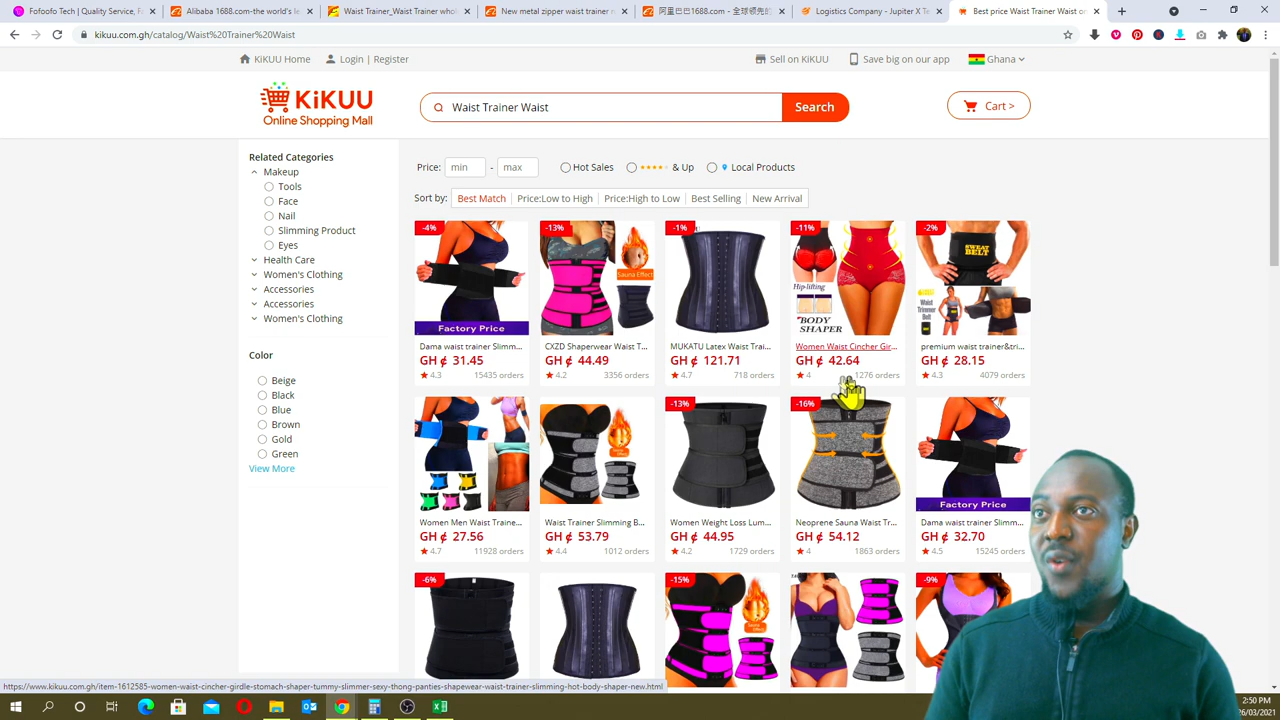 Fofoofo Tech | Quality Service, F
Alibaba 1688.com-the world's le
Waist Trainer_Waist Trainer who
New metal zipper waist trainer r
阿里巴巴1688.com - 全球领先的
Logistics Company - Jupiter X Te
Best price Waist Trainer Waist on
kikuu.com.gh/catalog/Waist%20Trainer%20Waist
KiKUU Home
Login | Register
Sell on KiKUU
Save big on our app
Ghana
KiKUU
Online Shopping Mall
Waist Trainer Waist
Search
Cart >
Related Categories
Makeup
Tools
Face
Nail
Slimming Product
Eyes
Health Care
Women's Clothing
Accessories
Accessories
Women's Clothing
Color
Beige
Black
Blue
Brown
Gold
Green
View More
Price: min - max Hot Sales & Up Local Products
Sort by: Best Match Price:Low to High Price:High to Low Best Selling New Arrival
-4%
-13%
-1%
-11%
-2%
Sauna Effect
Hip-lifting
BODY
SHAPER
SWEAT
BELT
Waist
Trimmer
Belt
Factory Price
Dama waist trainer Slimm...
CXZD Shaperwear Waist T...
MUKATU Latex Waist Trai...
Women Waist Cincher Gir...
premium waist trainer&tri...
GH ¢ 31.45
GH ¢ 44.49
GH ¢ 121.71
GH ¢ 42.64
GH ¢ 28.15
4.3 15435 orders
4.2 3356 orders
4.7 718 orders
4 1276 orders
4.3 4079 orders
-13%
-16%
Factory Price
Women Men Waist Traine...
Waist Trainer Slimming B...
Women Weight Loss Lum...
Neoprene Sauna Waist Tr...
Dama waist trainer Slimm...
GH ¢ 27.56
GH ¢ 53.79
GH ¢ 44.95
GH ¢ 54.12
GH ¢ 32.70
4.7 11928 orders
4.4 1012 orders
4.2 1729 orders
4 1863 orders
4.5 15245 orders
-6%
-15%
-9%
https://www.kikuu.com.gh/item-1612585-women-waist-cincher-girdle-stomach-shaper-tummy-slimmer-sexy-thong-panties-shapewear-waist-trainer-slimming-hot-body-shaper-new.html
2:50 PM
26/03/2021